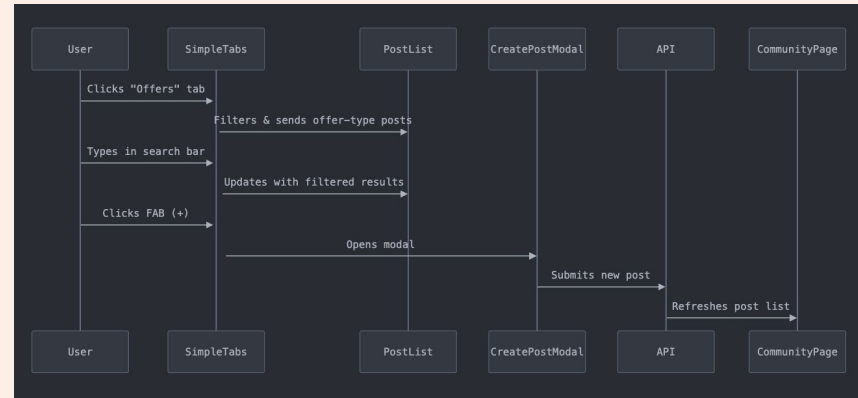 User SimpleTabs PostList CreatePostModal API CommunityPage
Clicks "Offers" tab
Filters & sends offer-type posts
Types in search bar
Updates with filtered results
Clicks FAB (+)
Opens modal
Submits new post
Refreshes post list
User SimpleTabs PostList CreatePostModal API CommunityPage